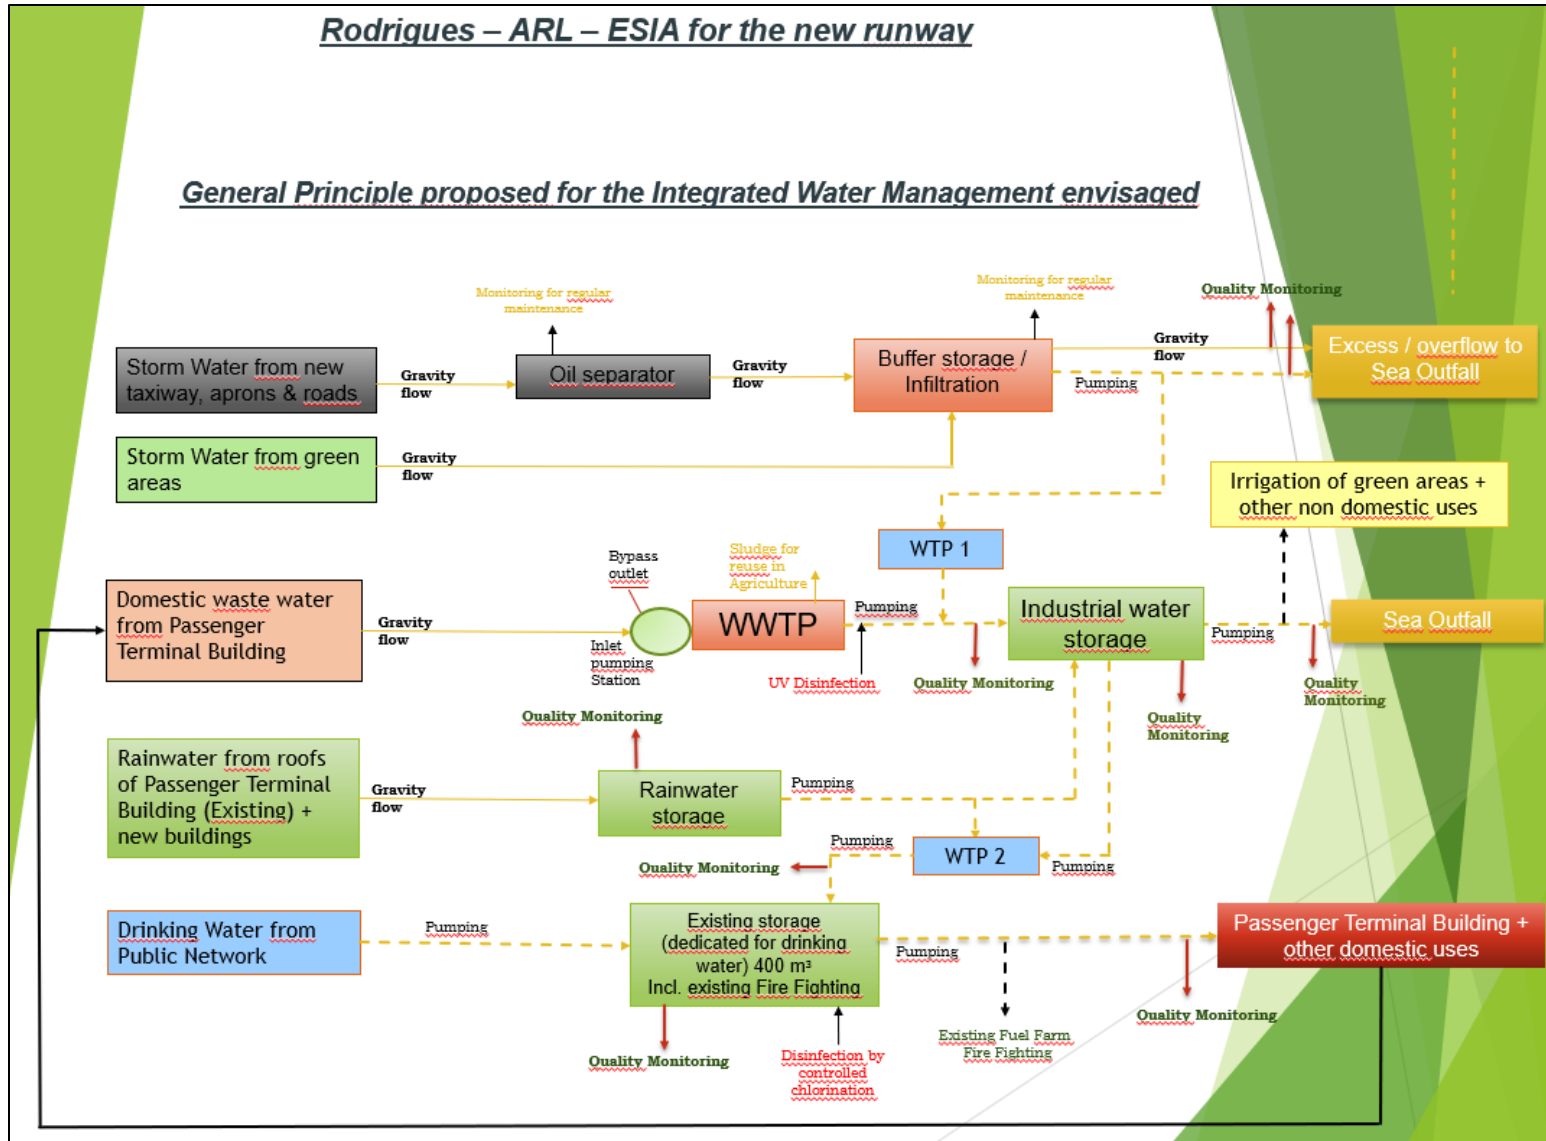 Rodrigues – ARL – ESIA for the new runway
General Principle proposed for the Integrated Water Management envisaged
Monitoring for regular
maintenance
Monitoring for regular
maintenance
Quality Monitoring
Storm Water from new
taxiway, aprons & roads
Gravity
flow
Oil separator
Gravity
flow
Buffer storage /
Infiltration
Gravity
flow
Pumping
Excess / overflow to
Sea Outfall
Storm Water from green
areas
Gravity
flow
Irrigation of green areas +
other non domestic uses
WTP 1
Bypass
outlet
Sludge for
reuse in
Agriculture
Domestic waste water
from Passenger
Terminal Building
Gravity
flow
Inlet
pumping
Station
WWTP
Pumping
UV Disinfection
Quality Monitoring
Industrial water
storage
Pumping
Sea Outfall
Quality
Monitoring
Quality
Monitoring
Quality Monitoring
Rainwater from roofs
of Passenger Terminal
Building (Existing) +
new buildings
Gravity
flow
Rainwater
storage
Pumping
Pumping
WTP 2
Pumping
Quality Monitoring
Drinking Water from
Public Network
Pumping
Existing storage
(dedicated for drinking
water) 400 m³
Incl. existing Fire Fighting
Pumping
Passenger Terminal Building +
other domestic uses
Quality Monitoring
Existing Fuel Farm
Fire Fighting
Quality Monitoring
Disinfection by
controlled
chlorination